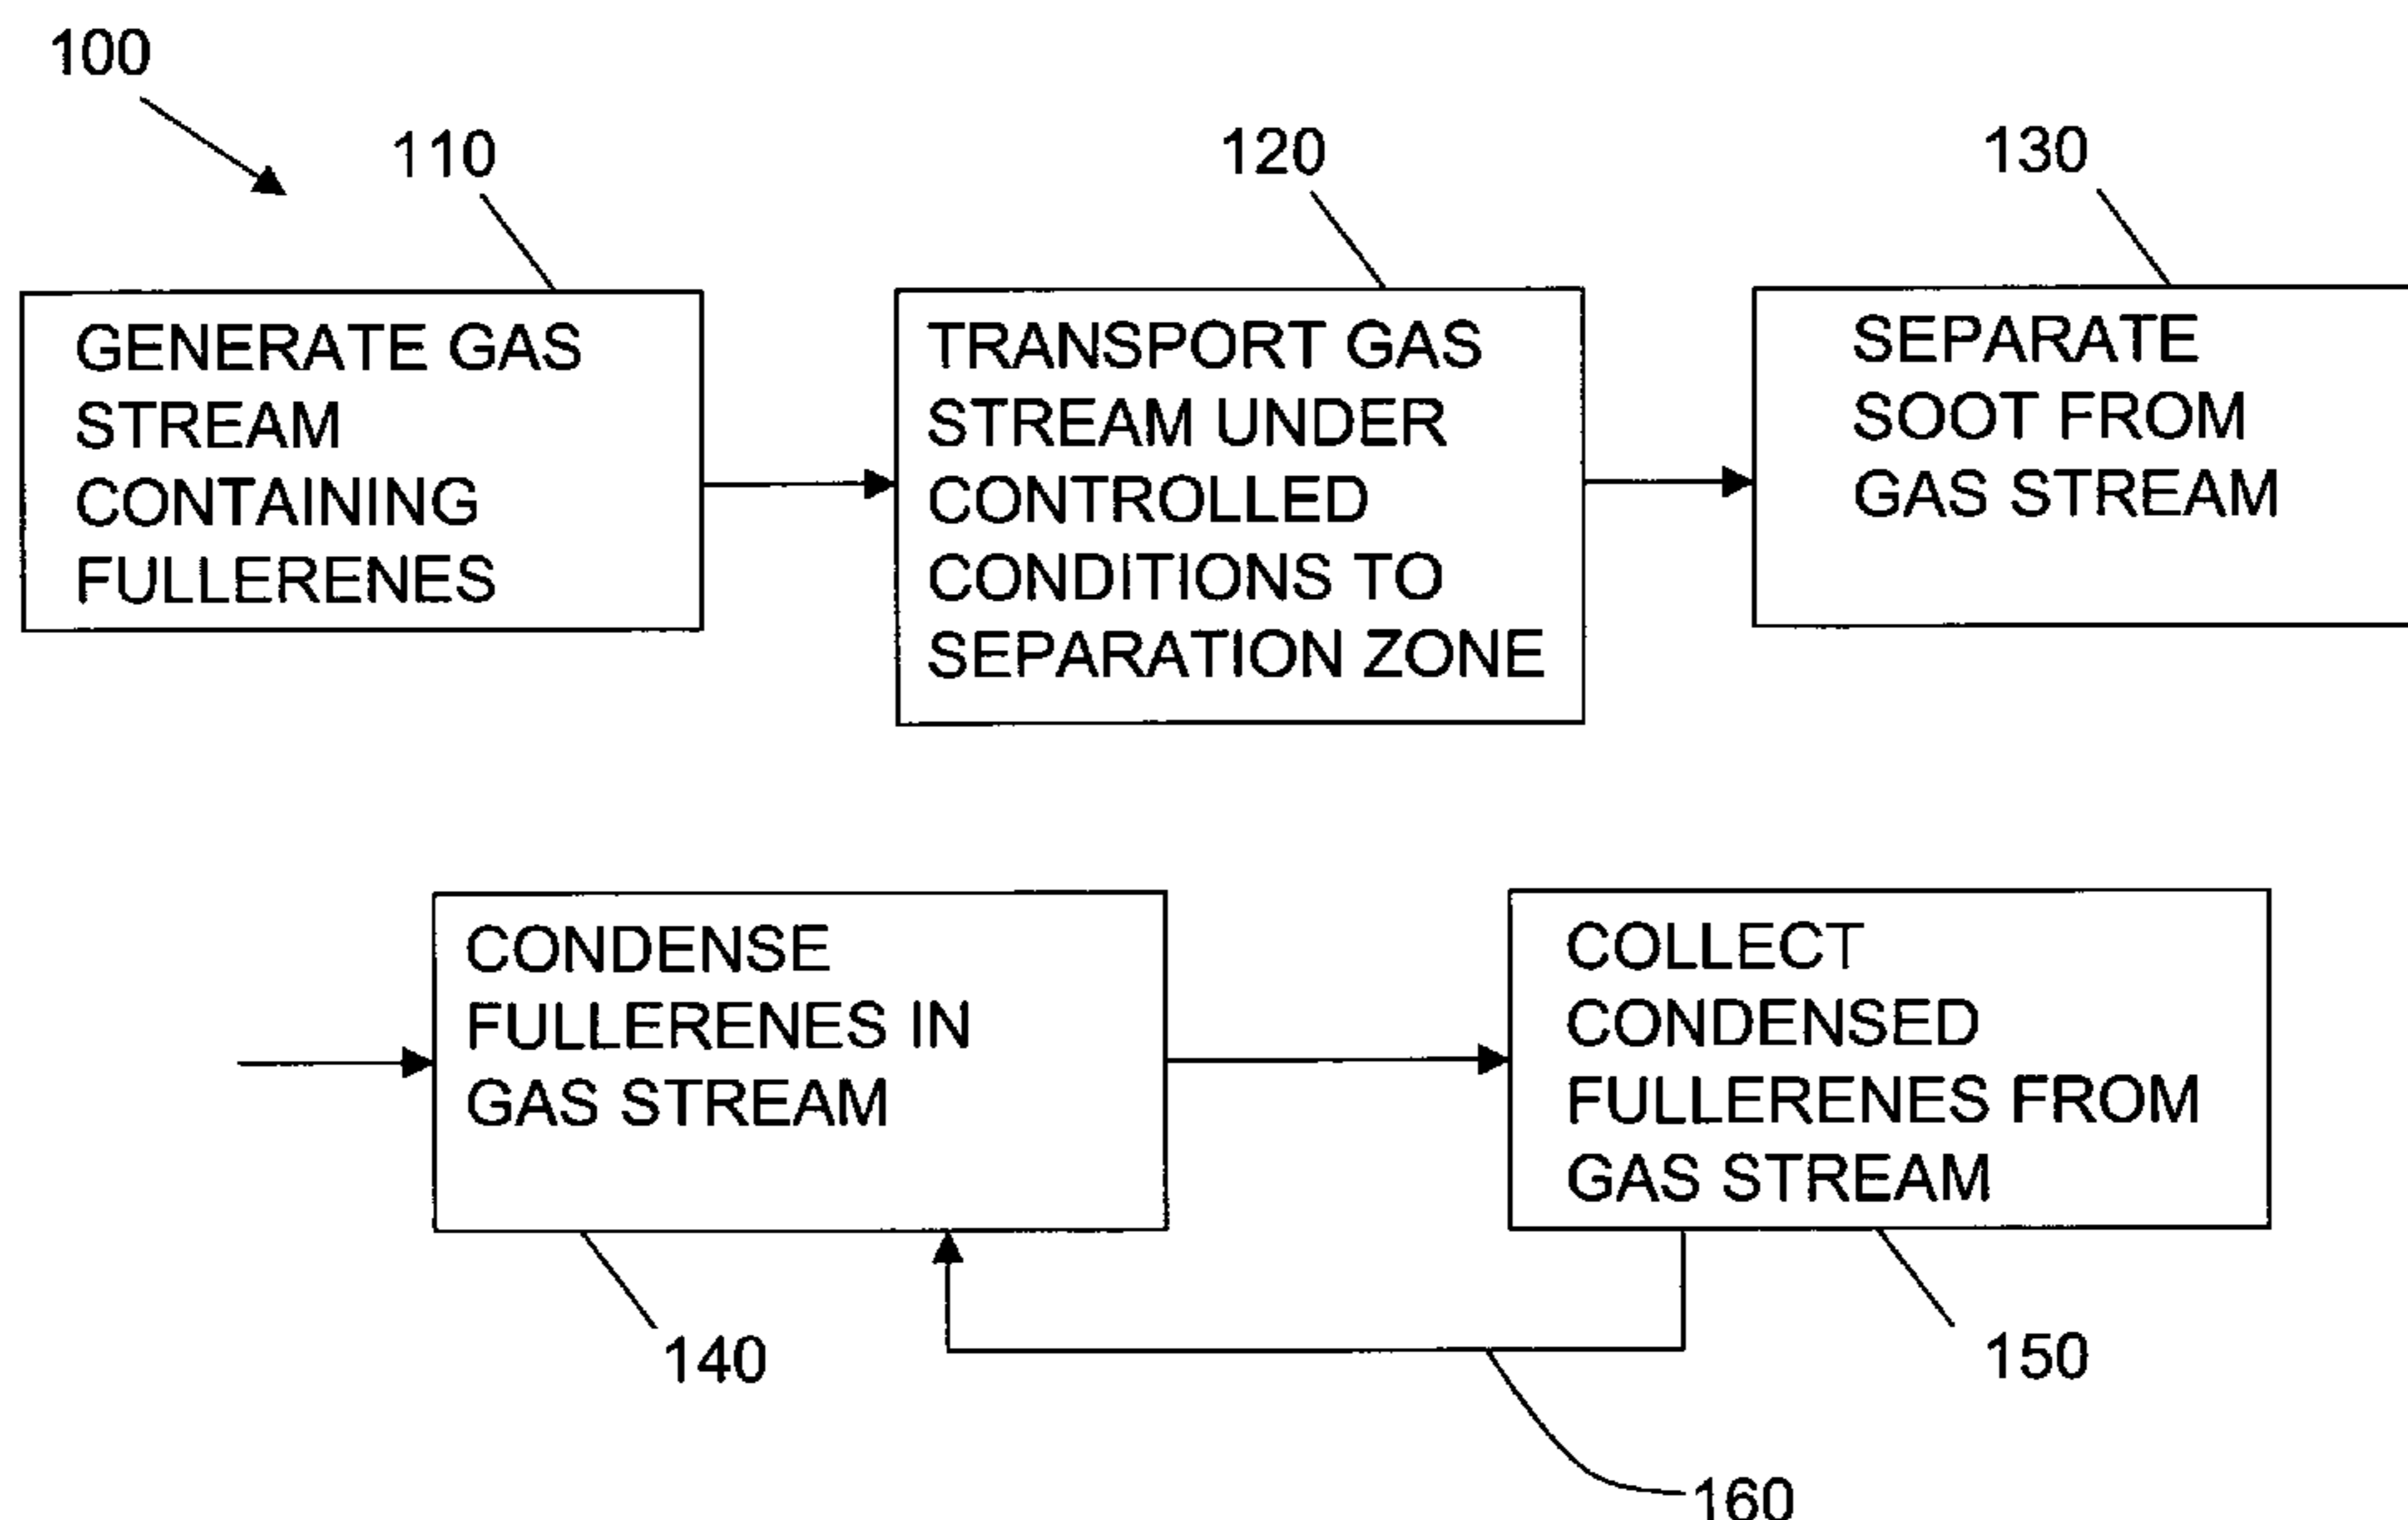 100
110
120
130
GENERATE GAS
STREAM
CONTAINING
FULLERENES
TRANSPORT GAS
STREAM UNDER
CONTROLLED
CONDITIONS TO
SEPARATION ZONE
SEPARATE
SOOT FROM
GAS STREAM
CONDENSE
FULLERENES IN
GAS STREAM
COLLECT
CONDENSED
FULLERENES FROM
GAS STREAM
140
150
160